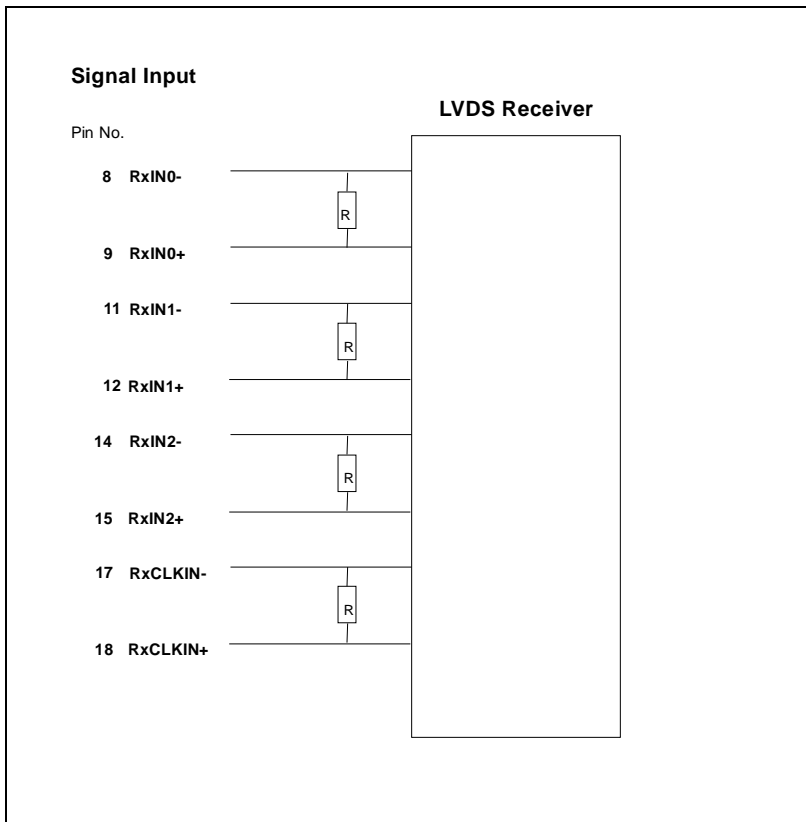 Signal Input
LVDS Receiver
Pin No.
8 RxIN0-
R
9 RxIN0+
11 RxIN1-
R
12 RxIN1+
14 RxIN2-
R
15 RxIN2+
17 RxCLKIN-
R
18 RxCLKIN+